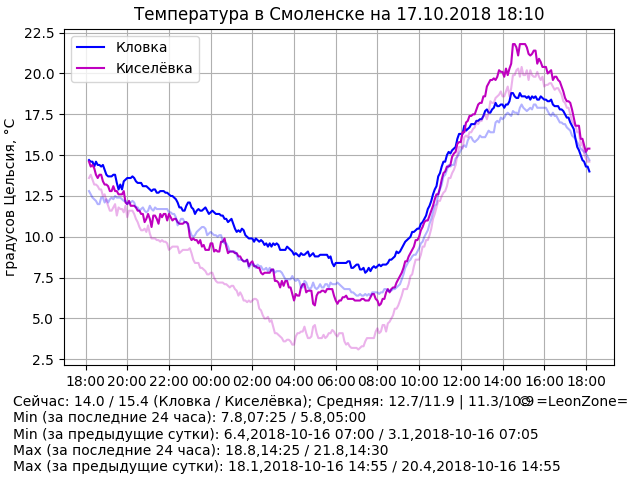 Температура в Смоленске на 17.10.2018 18:10
Кловка
Киселёвка
градусов Цельсия, °C
22.5
20.0
17.5
15.0
12.5
10.0
7.5
5.0
2.5
18:00 20:00 22:00 00:00 02:00 04:00 06:00 08:00 10:00 12:00 14:00 16:00 18:00
Сейчас: 14.0 / 15.4 (Кловка / Киселёвка); Средняя: 12.7/11.9 | 11.3/10.9 © =LeonZone=
Min (за последние 24 часа): 7.8,07:25 / 5.8,05:00
Min (за предыдущие сутки): 6.4,2018-10-16 07:00 / 3.1,2018-10-16 07:05
Max (за последние 24 часа): 18.8,14:25 / 21.8,14:30
Max (за предыдущие сутки): 18.1,2018-10-16 14:55 / 20.4,2018-10-16 14:55